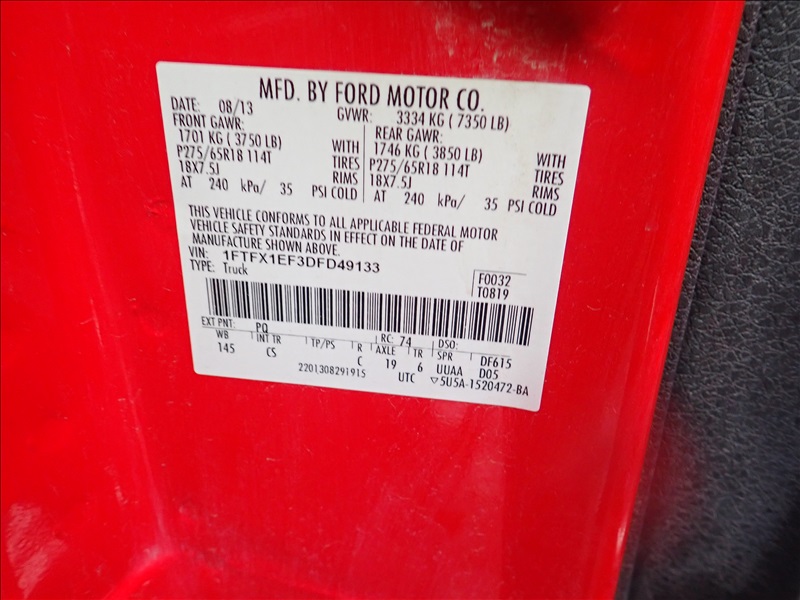 MFD. BY FORD MOTOR CO.
DATE: 08/13 GVWR: 3334 KG ( 7350 LB)
FRONT GAWR: REAR GAWR:
1701 KG ( 3750 LB) WITH 1746 KG ( 3850 LB) WITH
P275/65R18 114T TIRES P275/65R18 114T TIRES
18X7.5J RIMS 18X7.5J RIMS
AT 240 kPa/ 35 PSI COLD AT 240 kPa/ 35 PSI COLD
THIS VEHICLE CONFORMS TO ALL APPLICABLE FEDERAL MOTOR
VEHICLE SAFETY STANDARDS IN EFFECT ON THE DATE OF
MANUFACTURE SHOWN ABOVE.
VIN: 1FTFX1EF3DFD49133
TYPE: Truck
F0032
T0819
EXT PNT: PQ RC: 74 DSO:
WB INT TR TP/PS R AXLE TR SPR DF615
145 CS C 19 6 UUAA D05
2201308291915 UTC ▽5U5A-1520472-BA